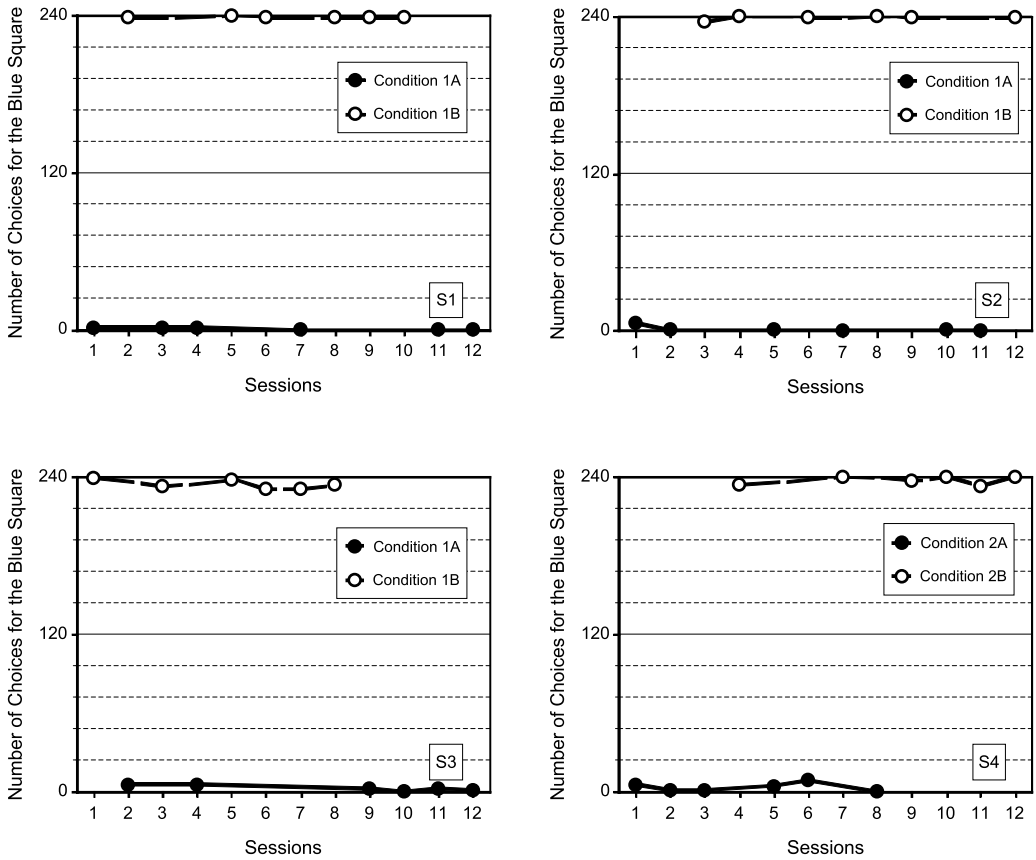 Number of Choices for the Blue Square
240
120
0
Condition 1A
Condition 1B
S1
1 2 3 4 5 6 7 8 9 10 11 12
Sessions
Number of Choices for the Blue Square
240
120
0
Condition 1A
Condition 1B
S2
1 2 3 4 5 6 7 8 9 10 11 12
Sessions
Number of Choices for the Blue Square
240
120
0
Condition 1A
Condition 1B
S3
1 2 3 4 5 6 7 8 9 10 11 12
Sessions
Number of Choices for the Blue Square
240
120
0
Condition 2A
Condition 2B
S4
1 2 3 4 5 6 7 8 9 10 11 12
Sessions